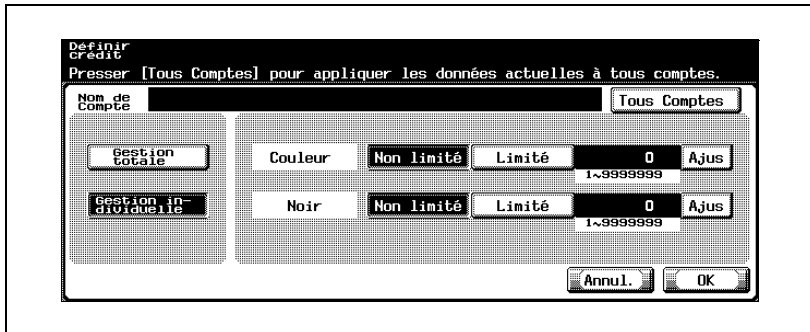 Définir
crédit
Presser [Tous Comptes] pour appliquer les données actuelles à tous comptes.
Nom de
Compte
Tous Comptes
Gestion
totale
Couleur Non limité Limité 0 Ajus
1~9999999
Gestion in-
dividuelle
Noir Non limité Limité 0 Ajus
1~9999999
Annul. OK